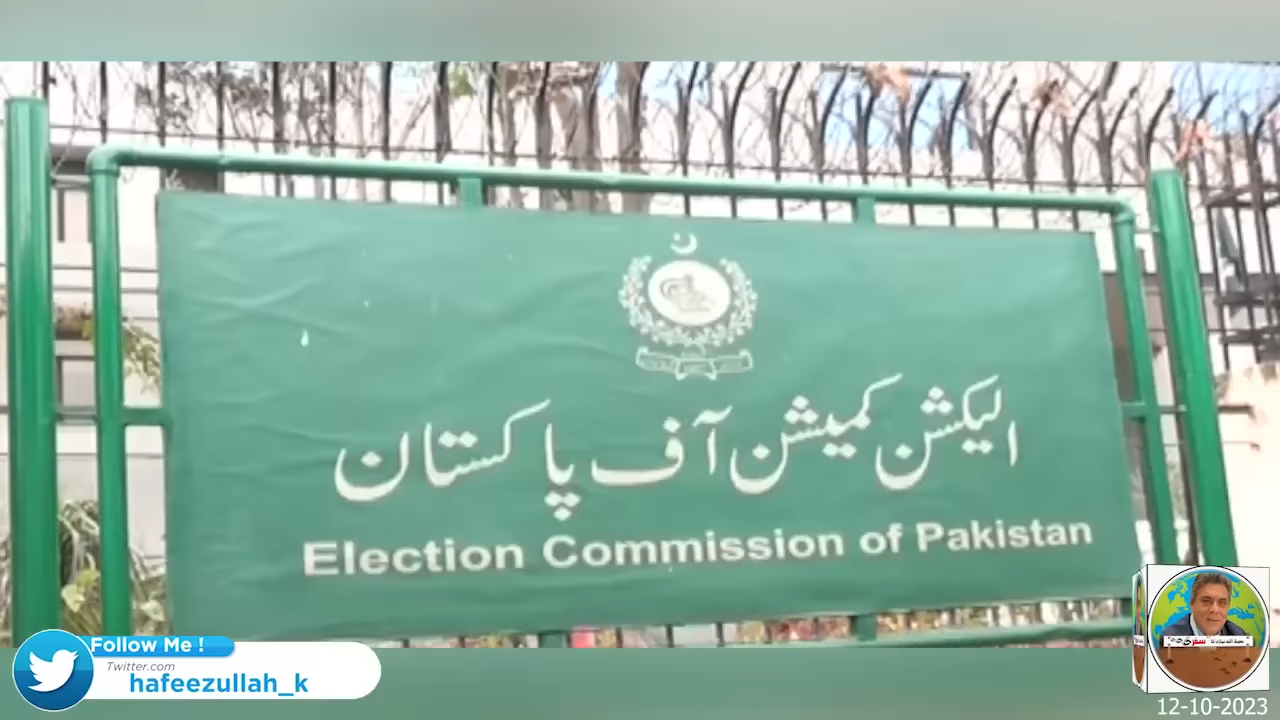 الیکشن کمیشن آف پاکستان
Election Commission of Pakistan
Follow Me !
Twitter.com
hafeezullah_k
12-10-2023